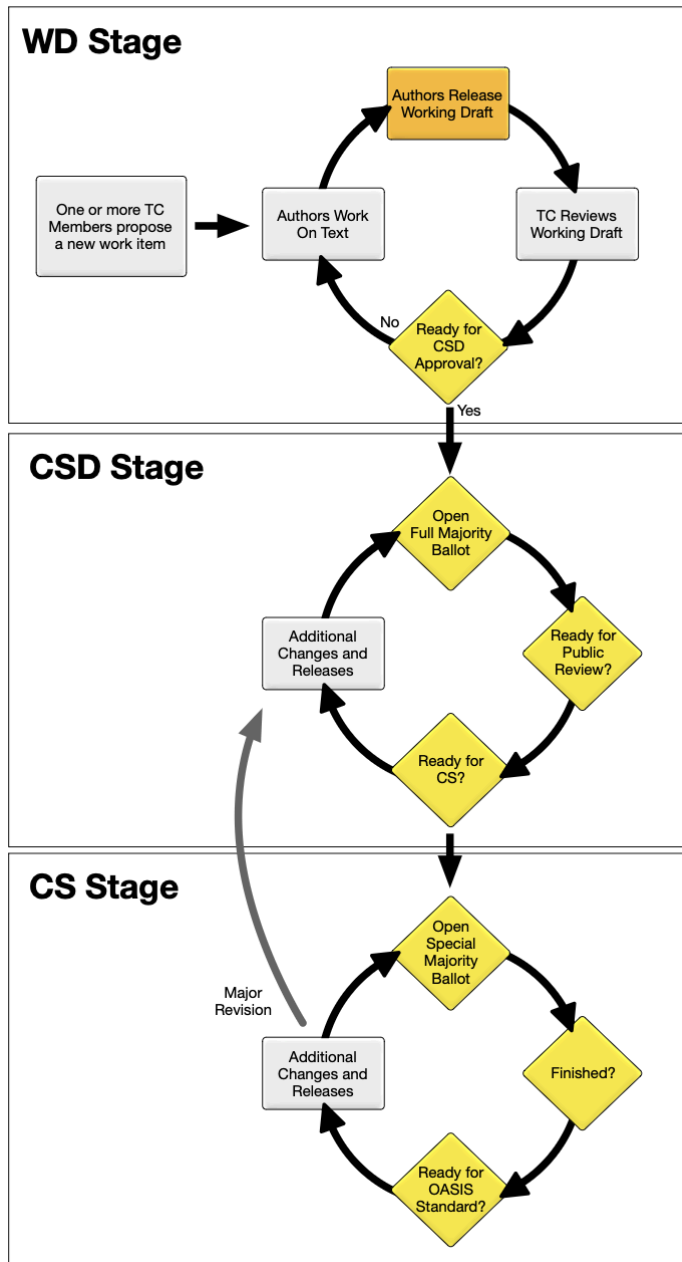 WD Stage
Authors Release
Working Draft
One or more TC
Members propose
a new work item
Authors Work
On Text
TC Reviews
Working Draft
No
Ready for
CSD
Approval?
Yes
CSD Stage
Open
Full Majority
Ballot
Additional
Changes and
Releases
Ready for
Public
Review?
Ready for
CS?
CS Stage
Open
Special
Majority
Ballot
Major
Revision
Additional
Changes and
Releases
Finished?
Ready for
OASIS
Standard?